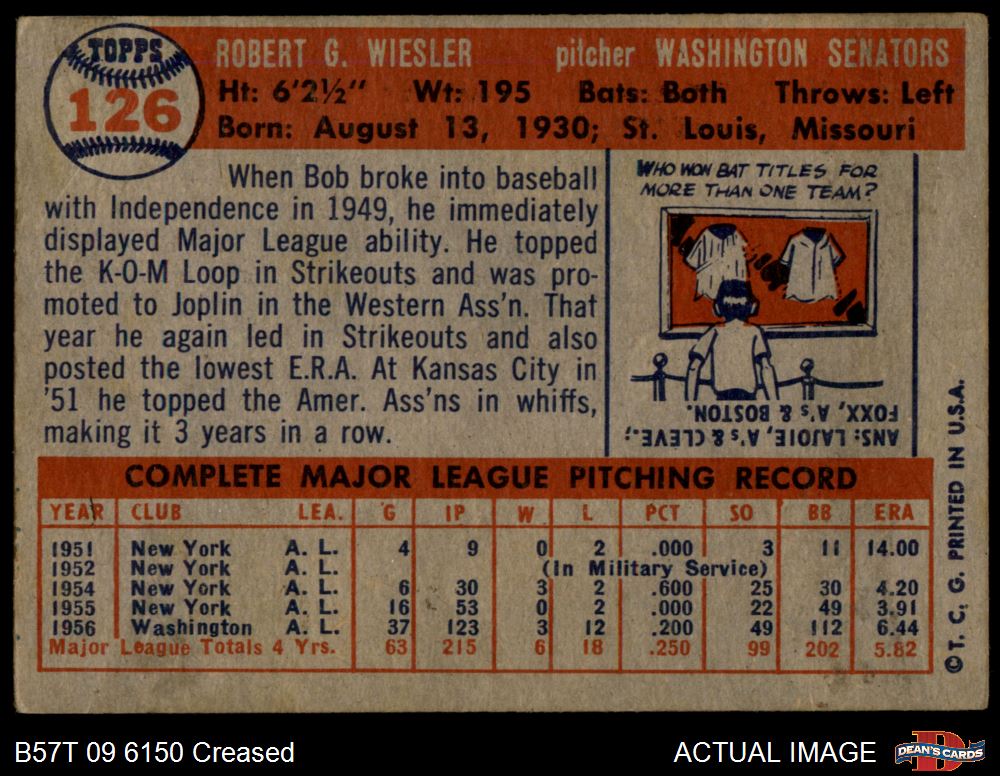 TOPPS
126
ROBERT G. WIESLER pitcher WASHINGTON SENATORS
Ht: 6'2½" Wt: 195 Bats: Both Throws: Left
Born: August 13, 1930; St. Louis, Missouri
When Bob broke into baseball
with Independence in 1949, he immediately
displayed Major League ability. He topped
the K-O-M Loop in Strikeouts and was pro-
moted to Joplin in the Western Ass'n. That
year he again led in Strikeouts and also
posted the lowest E.R.A. At Kansas City in
'51 he topped the Amer. Ass'ns in whiffs,
making it 3 years in a row.
WHO WON BAT TITLES FOR
MORE THAN ONE TEAM?
ANS: LAJOIE, A's & CLEVE.;
FOXX, A's & BOSTON.
COMPLETE MAJOR LEAGUE PITCHING RECORD
YEAR CLUB LEA. G IP W L PCT SO BB ERA
1951 New York A. L. 4 9 0 2 .000 3 11 14.00
1952 New York A. L. (In Military Service)
1954 New York A. L. 6 30 3 2 .600 25 30 4.20
1955 New York A. L. 16 53 0 2 .000 22 49 3.91
1956 Washington A. L. 37 123 3 12 .200 49 112 6.44
Major League Totals 4 Yrs. 63 215 6 18 .250 99 202 5.82
© T. C. G. PRINTED IN U.S.A.
B57T 09 6150 Creased ACTUAL IMAGE
D
DEAN'S CARDS